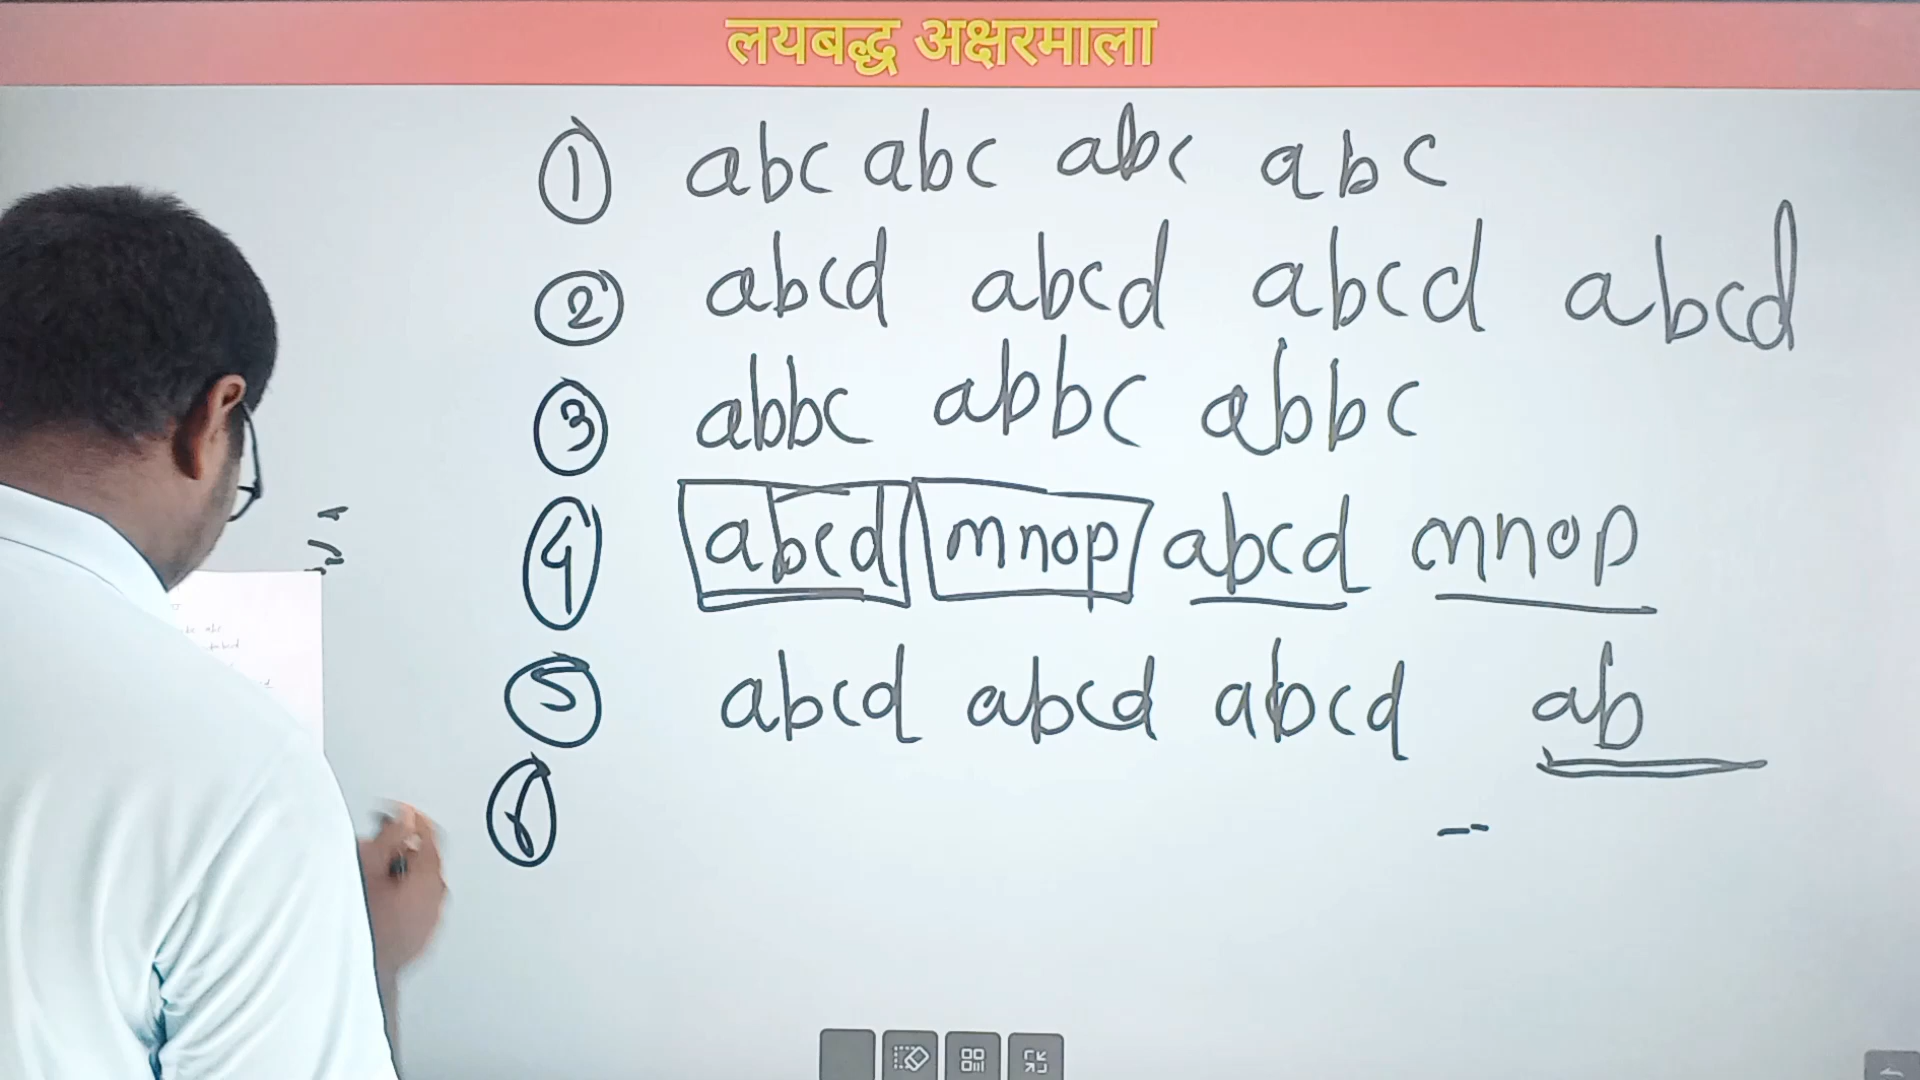 लयबद्ध अक्षरमाला
① abc abc abc abc
② abcd abcd abcd abcd
③ abbc abbc abbc
④ abcd mnop abcd mnop
⑤ abcd abcd abcd ab
⑥